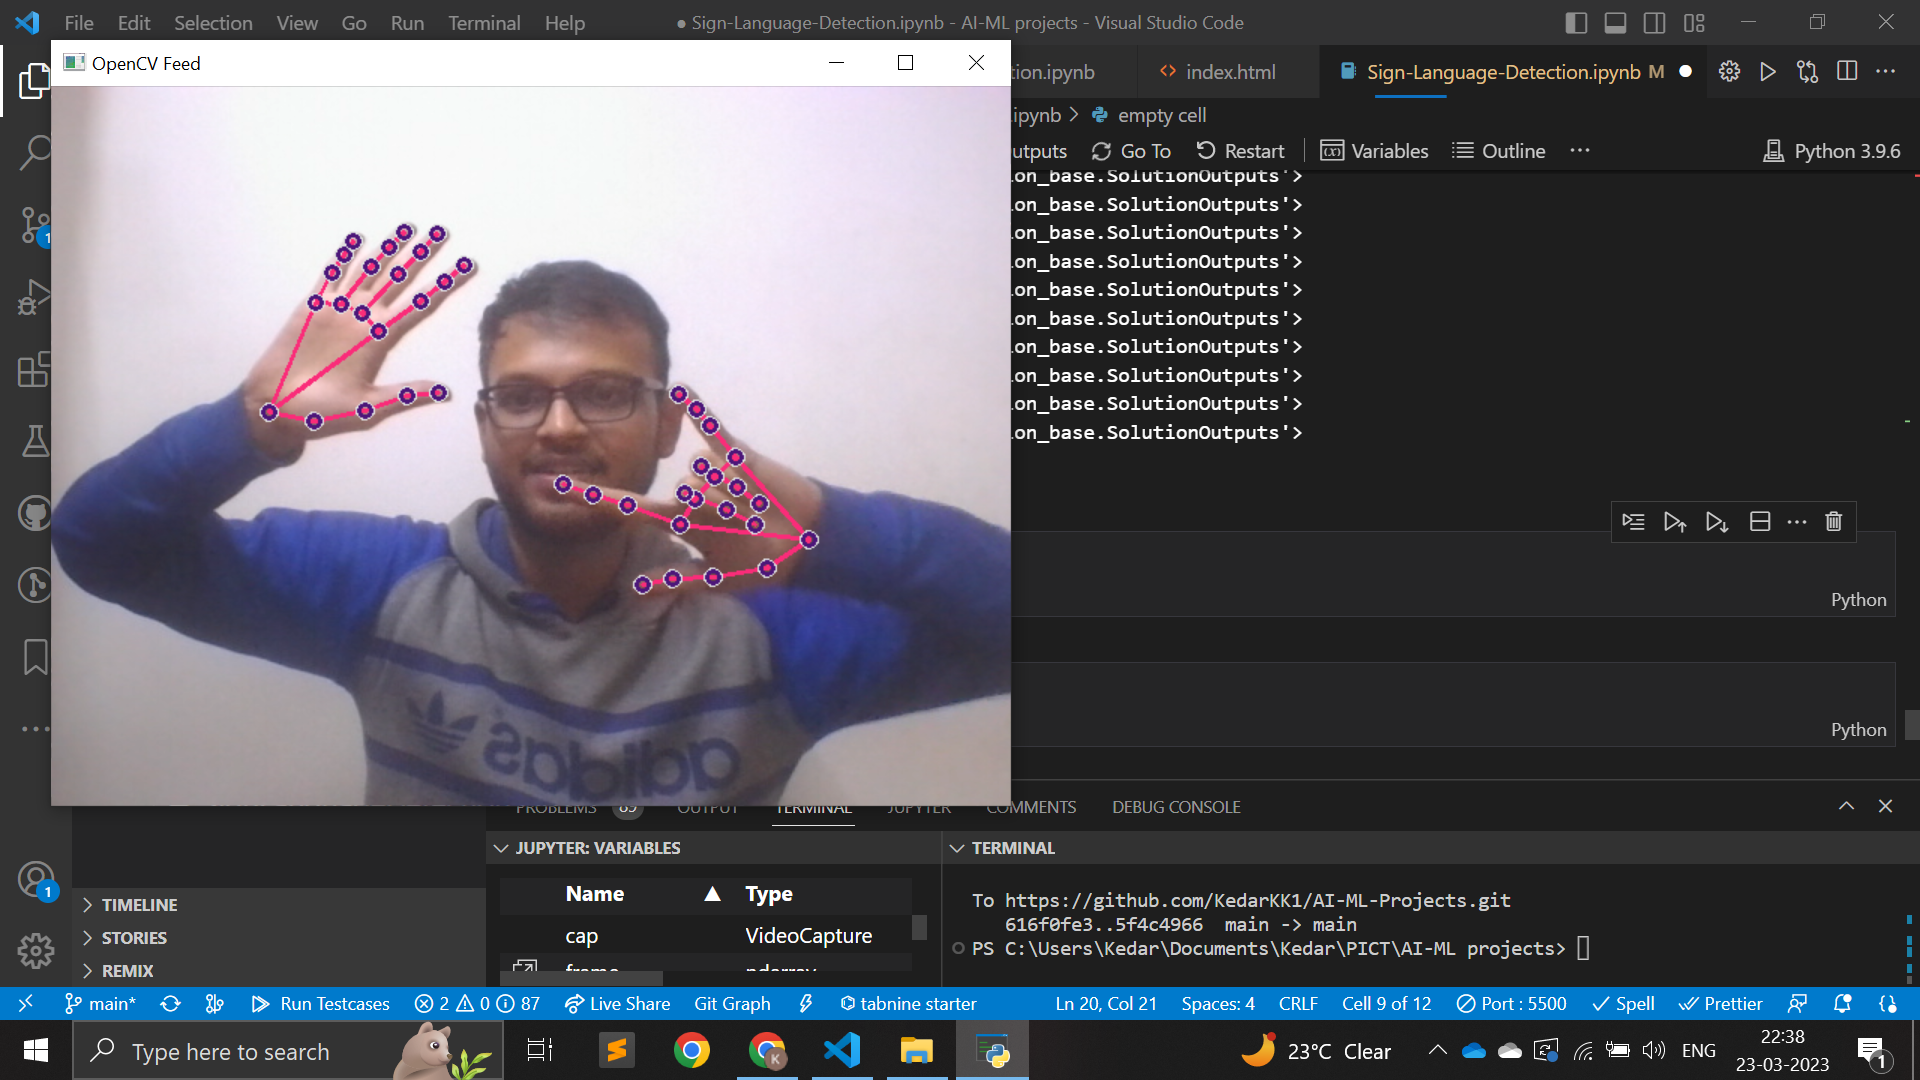 File Edit Selection View Go Run Terminal Help
● Sign-Language-Detection.ipynb - AI-ML projects - Visual Studio Code
OpenCV Feed
tion.ipynb
index.html
Sign-Language-Detection.ipynb M
.ipynb > empty cell
utputs Go To Restart Variables Outline ... Python 3.9.6
on_base.SolutionOutputs'>
on_base.SolutionOutputs'>
on_base.SolutionOutputs'>
on_base.SolutionOutputs'>
on_base.SolutionOutputs'>
on_base.SolutionOutputs'>
on_base.SolutionOutputs'>
on_base.SolutionOutputs'>
on_base.SolutionOutputs'>
on_base.SolutionOutputs'>
Python
Python
adidas
1
PROBLEMS 89 OUTPUT TERMINAL JUPYTER COMMENTS DEBUG CONSOLE
JUPYTER: VARIABLES
Name Type
cap VideoCapture
frame ndarray
TERMINAL
To https://github.com/KedarKK1/AI-ML-Projects.git
616f0fe3..5f4c4966 main -> main
PS C:\Users\Kedar\Documents\Kedar\PICT\AI-ML projects>
1
TIMELINE
STORIES
REMIX
main* Run Testcases 2 0 87 Live Share Git Graph tabnine starter Ln 20, Col 21 Spaces: 4 CRLF Cell 9 of 12 Port : 5500 Spell Prettier
Type here to search
K
23°C Clear
ENG
22:38
23-03-2023
1